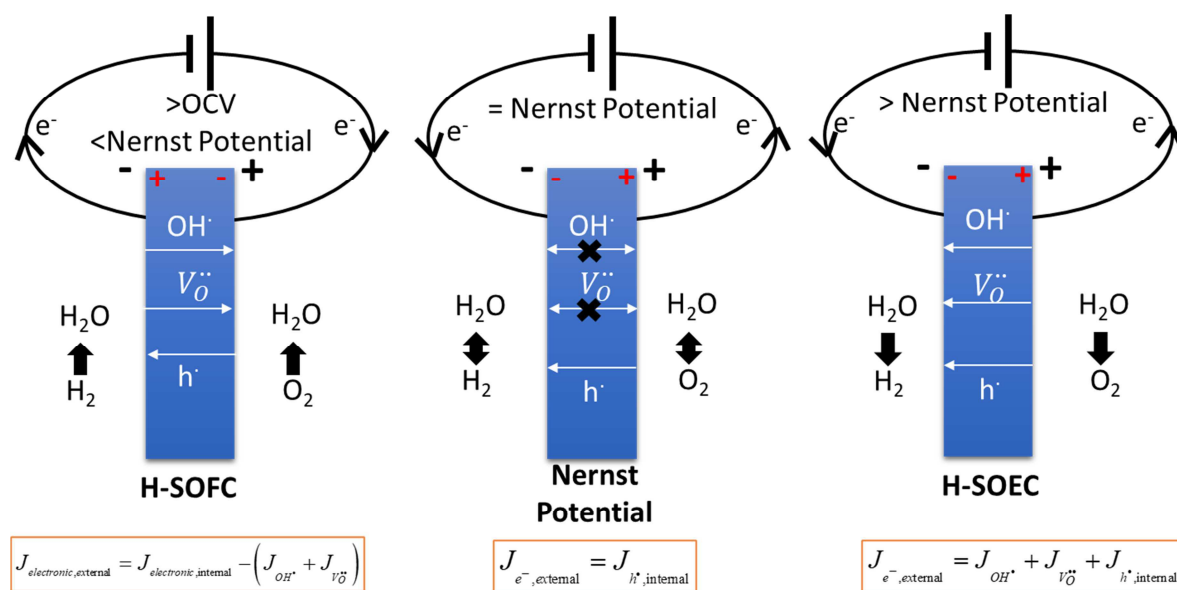 >OCV
<Nernst Potential
e-
e-
- + - +
OH˙
V_O^¨
h˙
H₂O
H₂
H₂O
O₂
H-SOFC
J_electronic,external = J_electronic,internal − (J_OH• + J_VO••)
= Nernst Potential
e-
e-
- - + +
OH˙
V_O^¨
h˙
H₂O
H₂
H₂O
O₂
Nernst
Potential
J_e⁻,external = J_h•,internal
> Nernst Potential
e-
e-
- - + +
OH˙
V_O^¨
h˙
H₂O
H₂
H₂O
O₂
H-SOEC
J_e⁻,external = J_OH• + J_VO•• + J_h•,internal